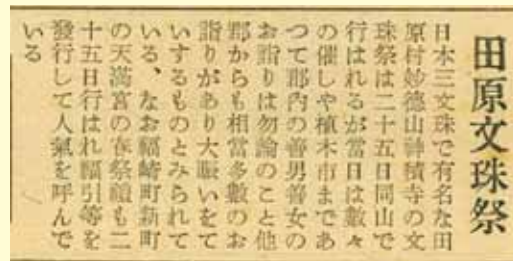 田原文珠祭
日本三文珠で有名な田
原村妙德山神積寺の文
珠祭は二十五日同山で
行はれるが當日は數々
の催しや植木市まであ
つて郡內の善男善女の
お詣りは勿論のこと他
郡からも相當多數のお
詣りがあり大賑いをて
いするものとみられて
いる、なお福崎町新町
の天滿宮の春祭禮も二
十五日行はれ福引等を
發行して人氣を呼んで
いる